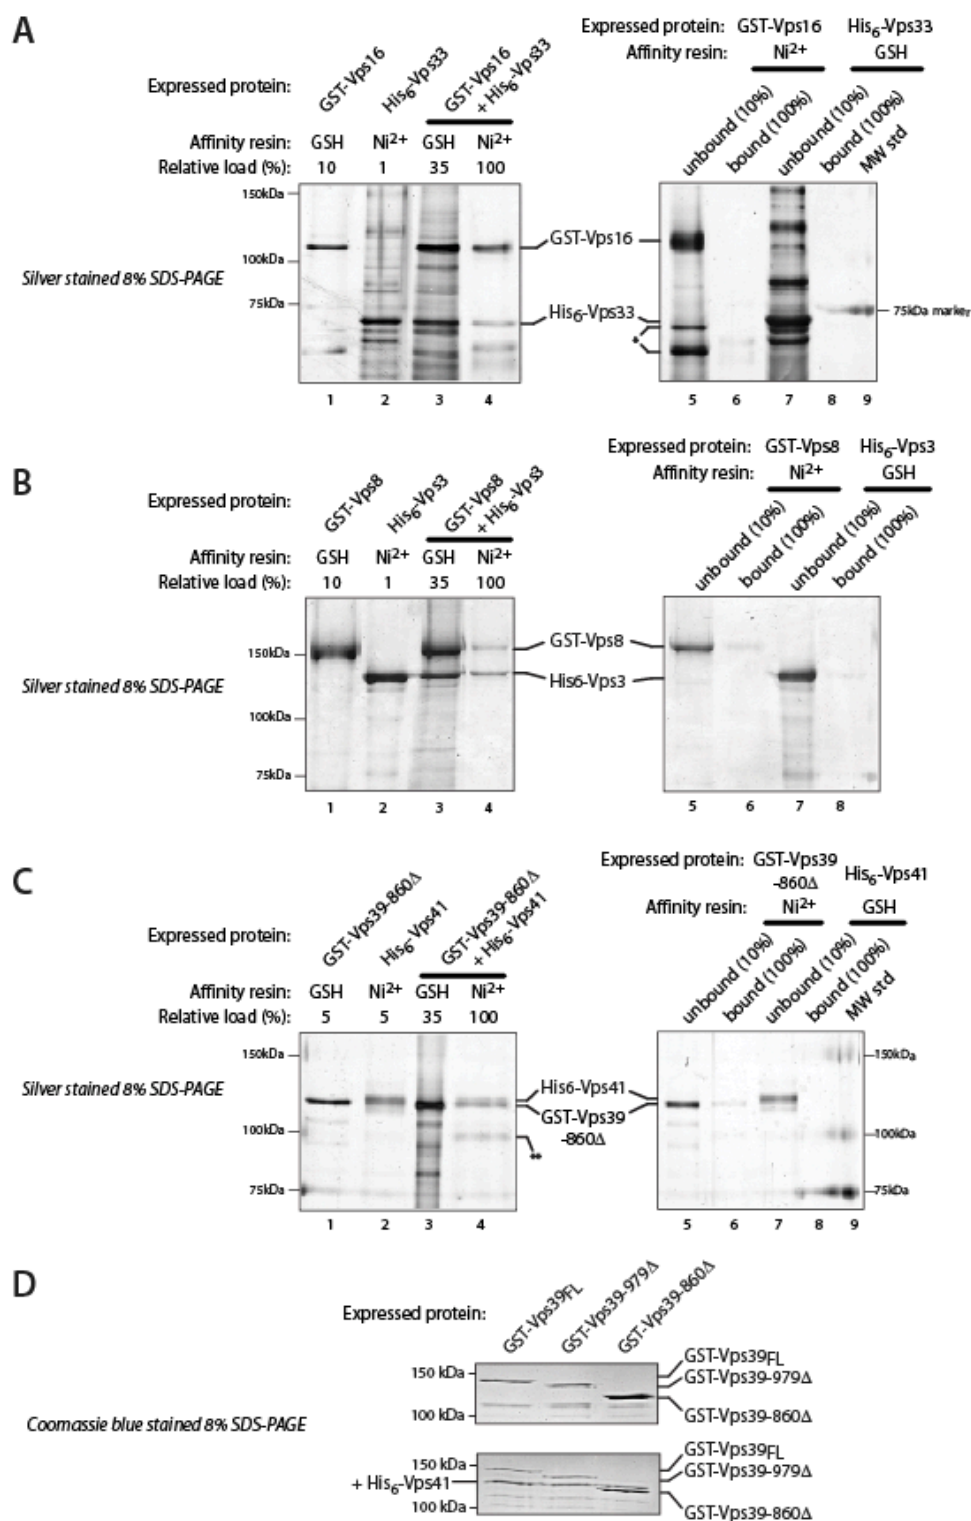 A
Expressed protein:
GST-Vps16
His6-Vps33
GST-Vps16
+ His6-Vps33
Affinity resin: GSH Ni2+ GSH Ni2+
Relative load (%): 10 1 35 100
150kDa
100kDa
75kDa
Silver stained 8% SDS-PAGE
1 2 3 4
GST-Vps16
His6-Vps33
*
Expressed protein: GST-Vps16 His6-Vps33
Affinity resin: Ni2+ GSH
unbound (10%)
bound (100%)
unbound (10%)
bound (100%)
MW std
75kDa marker
5 6 7 8 9
B
Expressed protein:
GST-Vps8
His6-Vps3
GST-Vps8
+ His6-Vps3
Affinity resin: GSH Ni2+ GSH Ni2+
Relative load (%): 10 1 35 100
150kDa
100kDa
75kDa
Silver stained 8% SDS-PAGE
1 2 3 4
GST-Vps8
His6-Vps3
Expressed protein: GST-Vps8 His6-Vps3
Affinity resin: Ni2+ GSH
unbound (10%)
bound (100%)
unbound (10%)
bound (100%)
5 6 7 8
C
Expressed protein:
GST-Vps39-860Δ
His6-Vps41
GST-Vps39-860Δ
+ His6-Vps41
Affinity resin: GSH Ni2+ GSH Ni2+
Relative load (%): 5 5 35 100
150kDa
100kDa
75kDa
Silver stained 8% SDS-PAGE
1 2 3 4
His6-Vps41
GST-Vps39
-860Δ
**
Expressed protein: GST-Vps39
-860Δ
His6-Vps41
Affinity resin: Ni2+ GSH
unbound (10%)
bound (100%)
unbound (10%)
bound (100%)
MW std
150kDa
100kDa
75kDa
5 6 7 8 9
D
Expressed protein:
GST-Vps39FL
GST-Vps39-979Δ
GST-Vps39-860Δ
150 kDa
100 kDa
GST-Vps39FL
GST-Vps39-979Δ
GST-Vps39-860Δ
Coomassie blue stained 8% SDS-PAGE
150 kDa
+ His6-Vps41
100 kDa
GST-Vps39FL
GST-Vps39-979Δ
GST-Vps39-860Δ